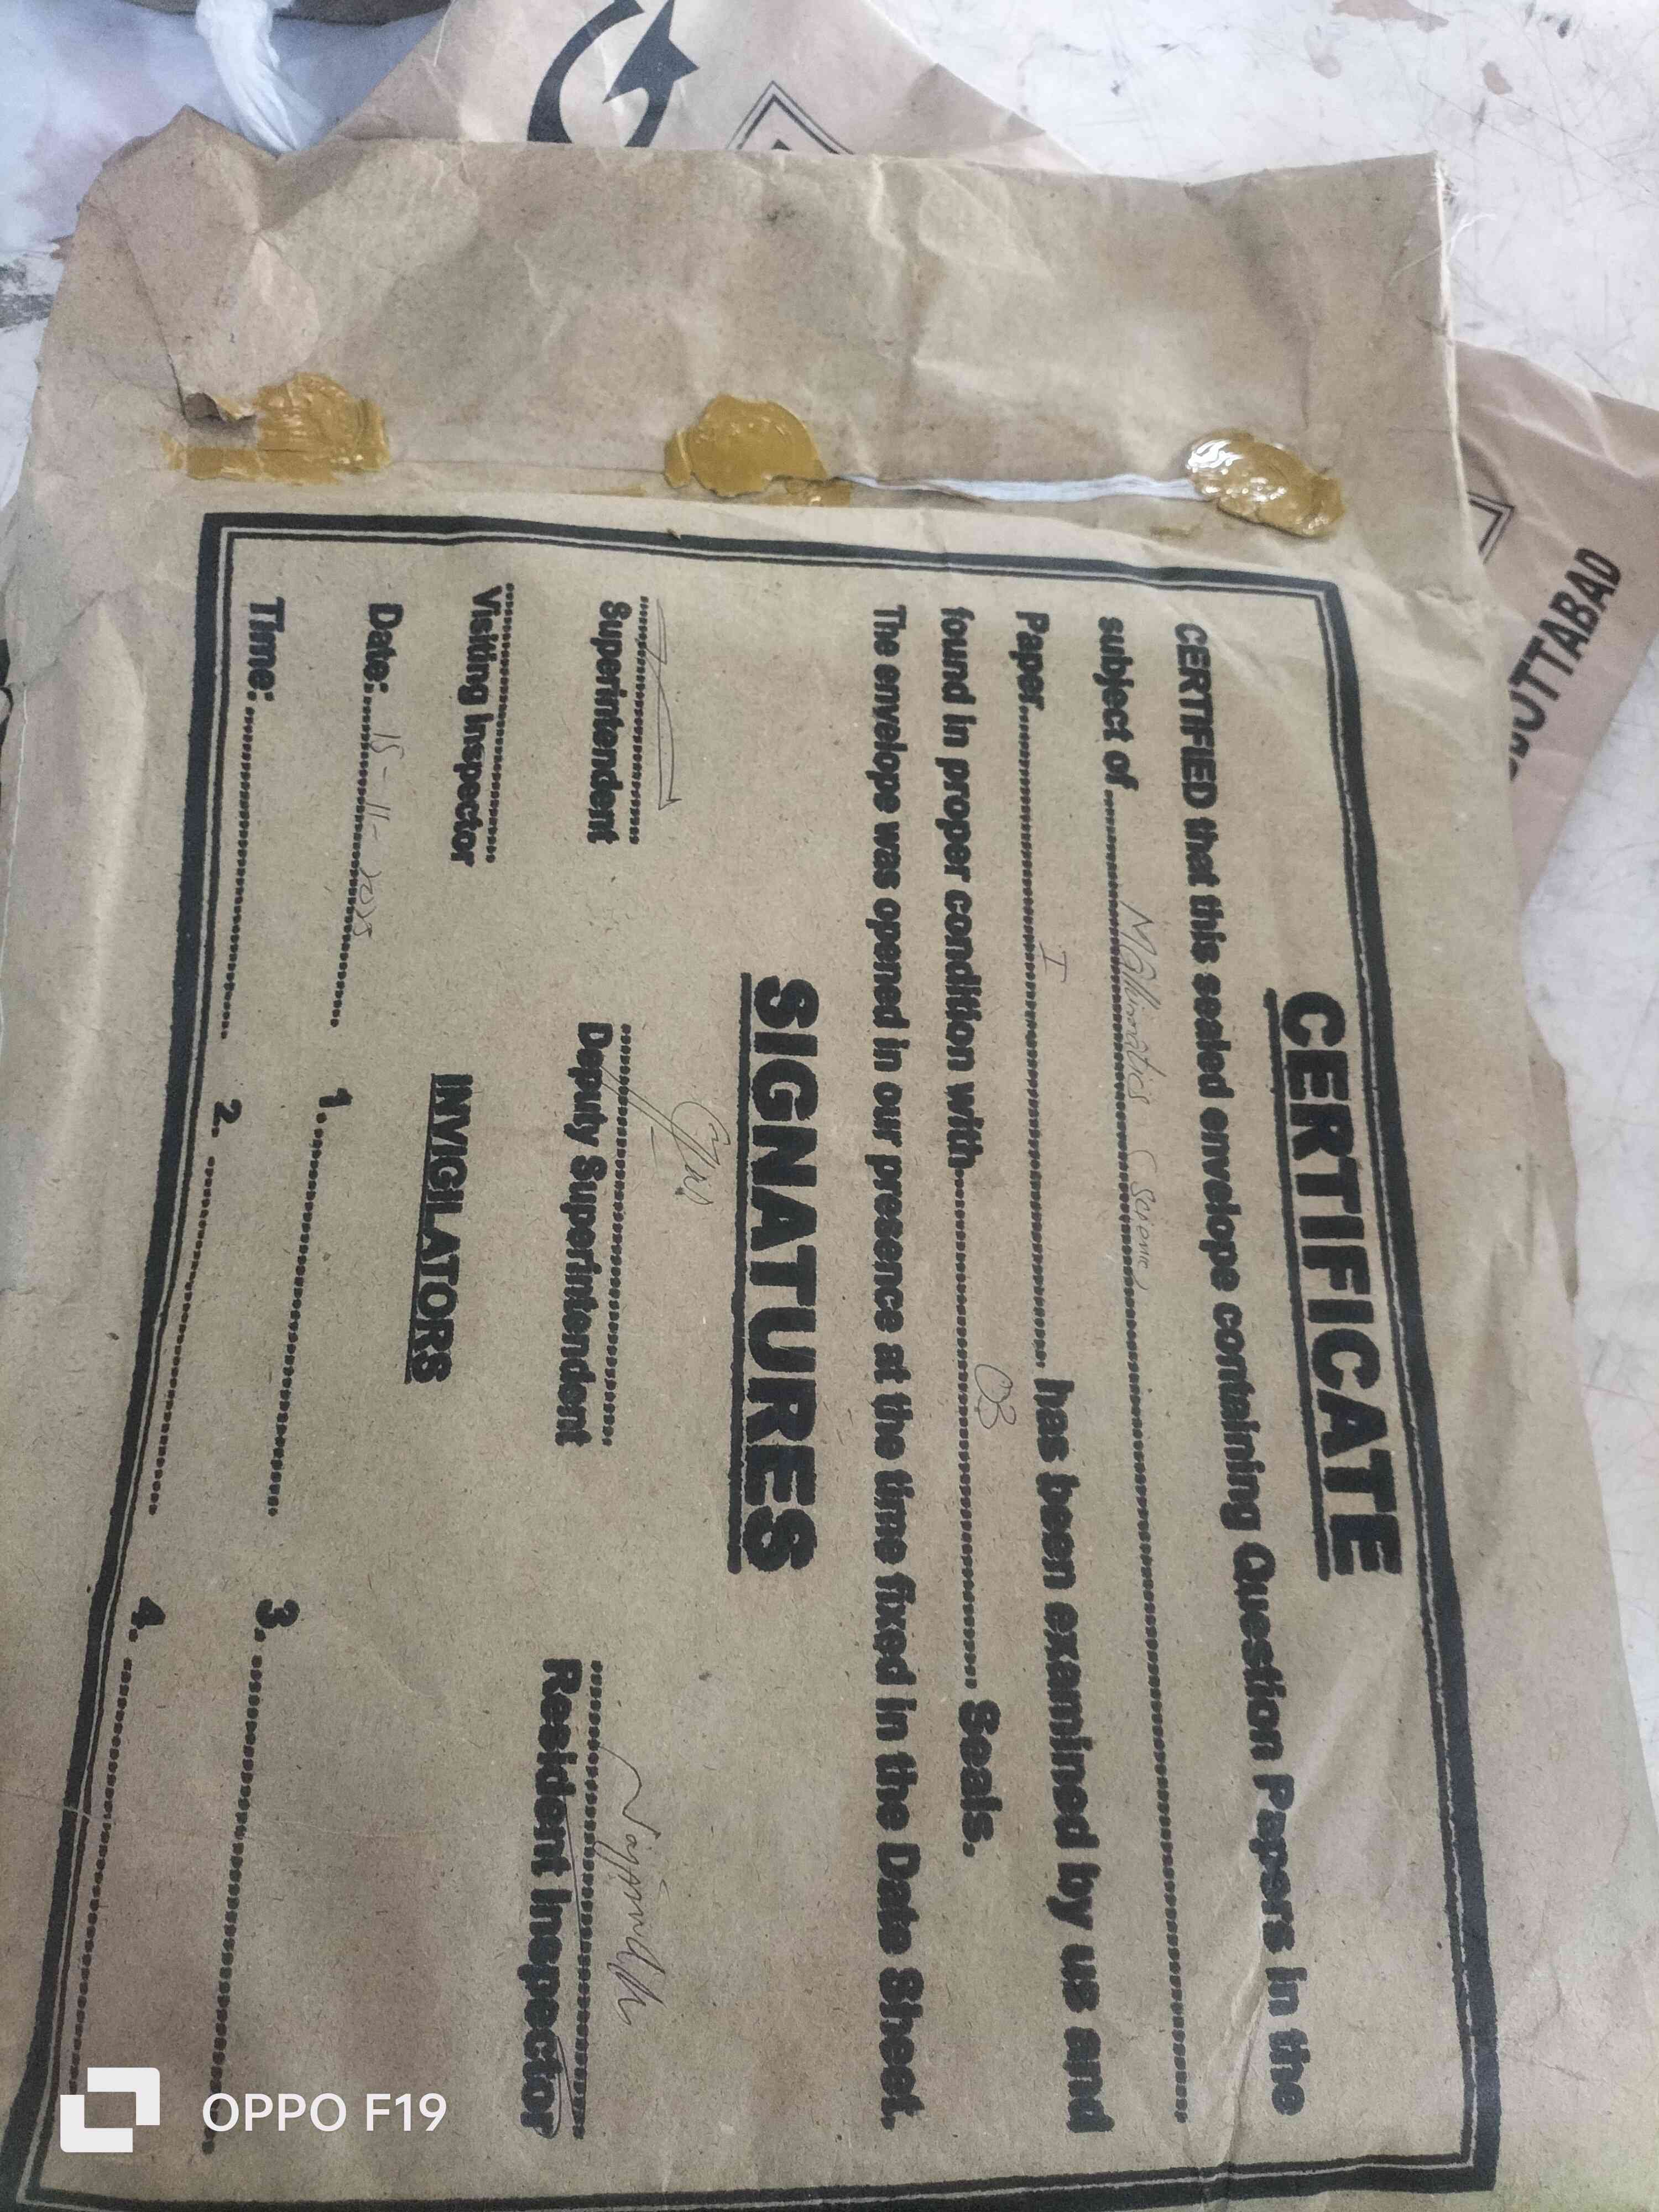 BOTTABAD
CERTIFICATE
CERTIFIED that this sealed envelope containing Question Papers in the
subject of Mathematics (Science)
Paper I has been examined by us and
found in proper condition with 03 Seals.
The envelope was opened in our presence at the time fixed in the Date Sheet.
SIGNATURES
Superintendent Deputy Superintendent Resident Inspector
Visiting Inspector INVIGILATORS
Date: 15-11-2025 1. 3.
Time: 2. 4.
OPPO F19